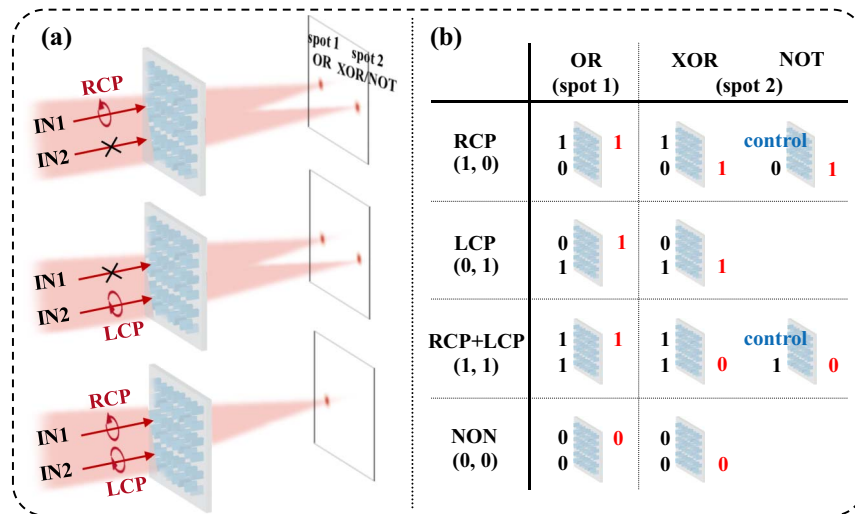 (a)
spot 1
OR
spot 2
XOR/NOT
RCP
IN1
IN2
IN1
IN2
LCP
RCP
IN1
IN2
LCP
(b)
OR XOR NOT
(spot 1) (spot 2)
RCP
(1, 0)
1 1 1 control
0 0 1 0 1
LCP
(0, 1)
0 1 0
1 1 1
RCP+LCP
(1, 1)
1 1 1 control
1 1 0 1 0
NON
(0, 0)
0 0 0
0 0 0